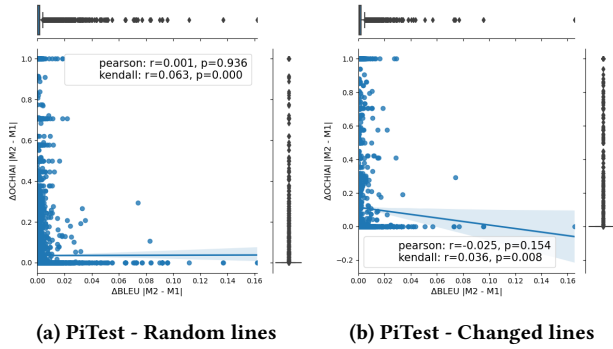 pearson: r=0.001, p=0.936
kendall: r=0.063, p=0.000
ΔOCHIAI |M2 - M1|
1.0
0.8
0.6
0.4
0.2
0.0
0.00 0.02 0.04 0.06 0.08 0.10 0.12 0.14 0.16
ΔBLEU |M2 - M1|
(a) PiTest - Random lines
ΔOCHIAI |M2 - M1|
1.0
0.8
0.6
0.4
0.2
0.0
−0.2
pearson: r=-0.025, p=0.154
kendall: r=0.036, p=0.008
0.00 0.02 0.04 0.06 0.08 0.10 0.12 0.14 0.16
ΔBLEU |M2 - M1|
(b) PiTest - Changed lines